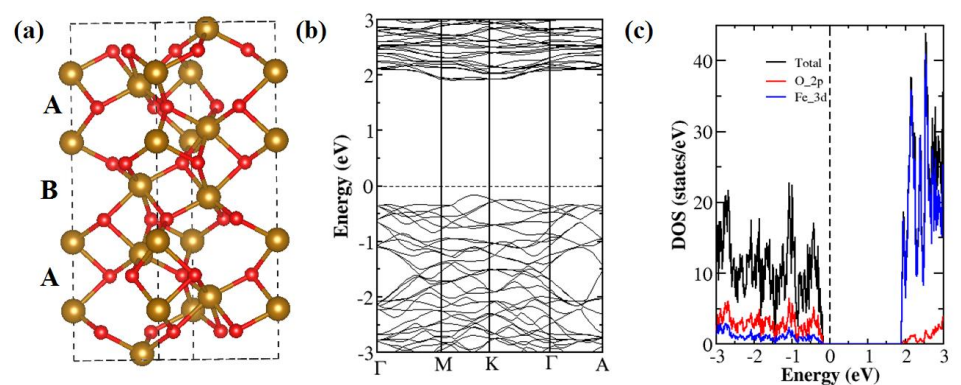 (a)
A
B
A
(b)
Energy (eV)
3
2
1
0
-1
-2
-3
Γ M K Γ A
(c)
DOS (states/eV)
40
30
20
10
0
Total
O_2p
Fe_3d
-3 -2 -1 0 1 2 3
Energy (eV)